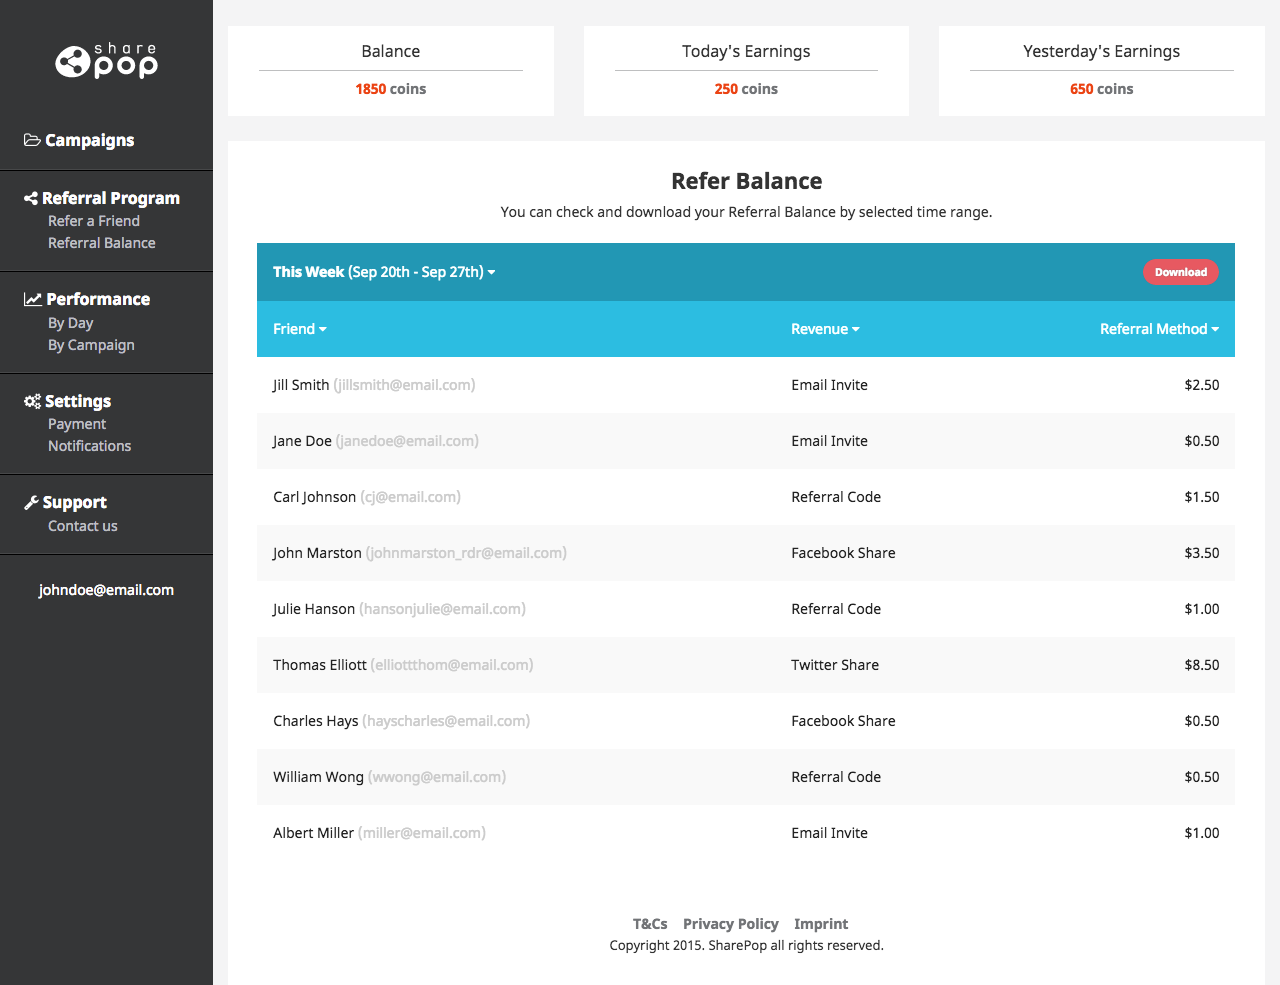 share
pop
Campaigns
Referral Program
Refer a Friend
Referral Balance
Performance
By Day
By Campaign
Settings
Payment
Notifications
Support
Contact us
johndoe@email.com
Balance
1850 coins
Today's Earnings
250 coins
Yesterday's Earnings
650 coins
Refer Balance
You can check and download your Referral Balance by selected time range.
This Week (Sep 20th - Sep 27th) Download
Friend Revenue Referral Method
Jill Smith (jillsmith@email.com) Email Invite $2.50
Jane Doe (janedoe@email.com) Email Invite $0.50
Carl Johnson (cj@email.com) Referral Code $1.50
John Marston (johnmarston_rdr@email.com) Facebook Share $3.50
Julie Hanson (hansonjulie@email.com) Referral Code $1.00
Thomas Elliott (elliottthom@email.com) Twitter Share $8.50
Charles Hays (hayscharles@email.com) Facebook Share $0.50
William Wong (wwong@email.com) Referral Code $0.50
Albert Miller (miller@email.com) Email Invite $1.00
T&Cs Privacy Policy Imprint
Copyright 2015. SharePop all rights reserved.